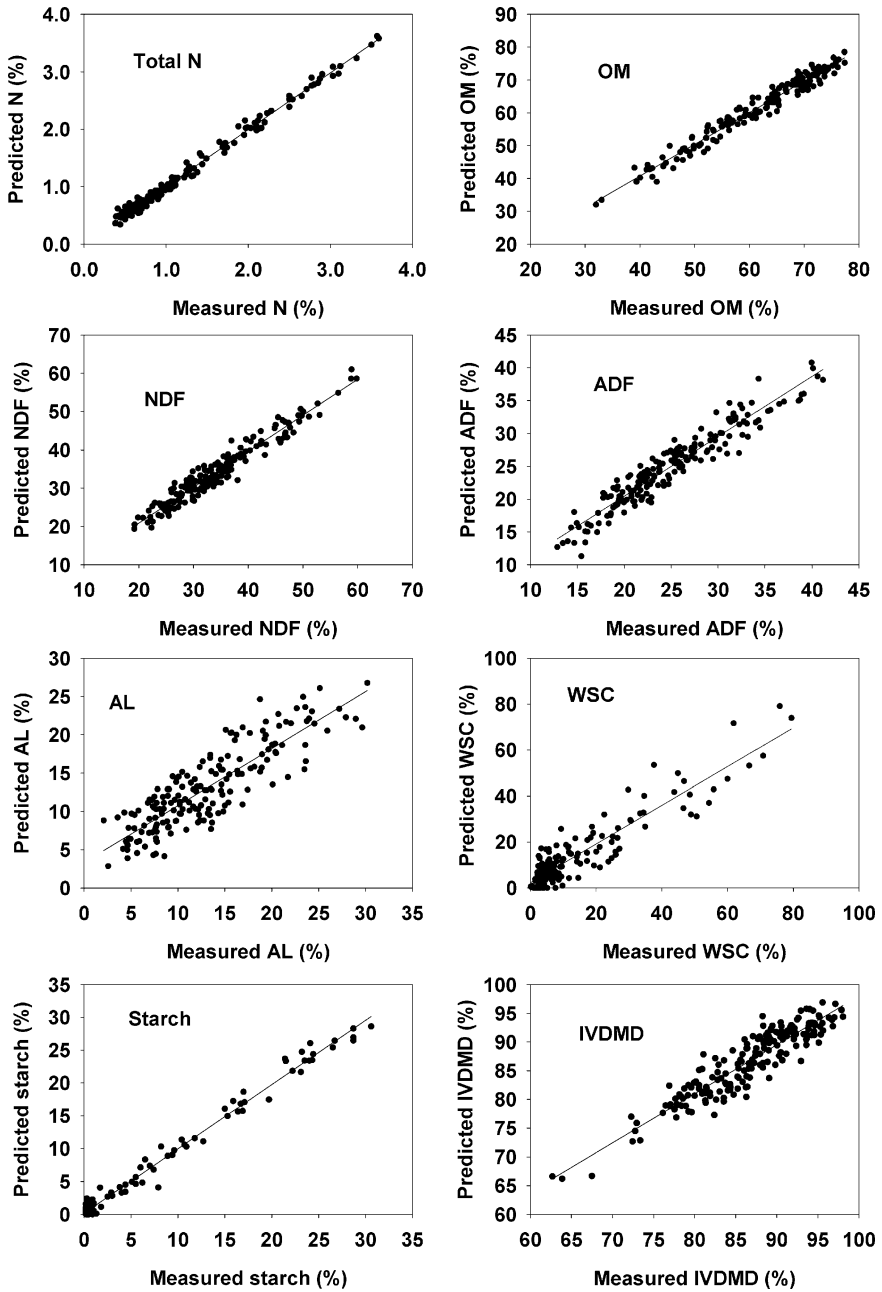 Total N
Predicted N (%)
4.0
3.0
2.0
1.0
0.0
0.0 1.0 2.0 3.0 4.0
Measured N (%)
OM
Predicted OM (%)
90
80
70
60
50
40
30
20
20 30 40 50 60 70 80
Measured OM (%)
NDF
Predicted NDF (%)
70
60
50
40
30
20
10
10 20 30 40 50 60 70
Measured NDF (%)
ADF
Predicted ADF (%)
45
40
35
30
25
20
15
10
10 15 20 25 30 35 40 45
Measured ADF (%)
AL
Predicted AL (%)
30
25
20
15
10
5
0
0 5 10 15 20 25 30 35
Measured AL (%)
WSC
Predicted WSC (%)
100
80
60
40
20
0
0 20 40 60 80 100
Measured WSC (%)
Starch
Predicted starch (%)
35
30
25
20
15
10
5
0
0 5 10 15 20 25 30 35
Measured starch (%)
IVDMD
Predicted IVDMD (%)
100
95
90
85
80
75
70
65
60
60 65 70 75 80 85 90 95 100
Measured IVDMD (%)